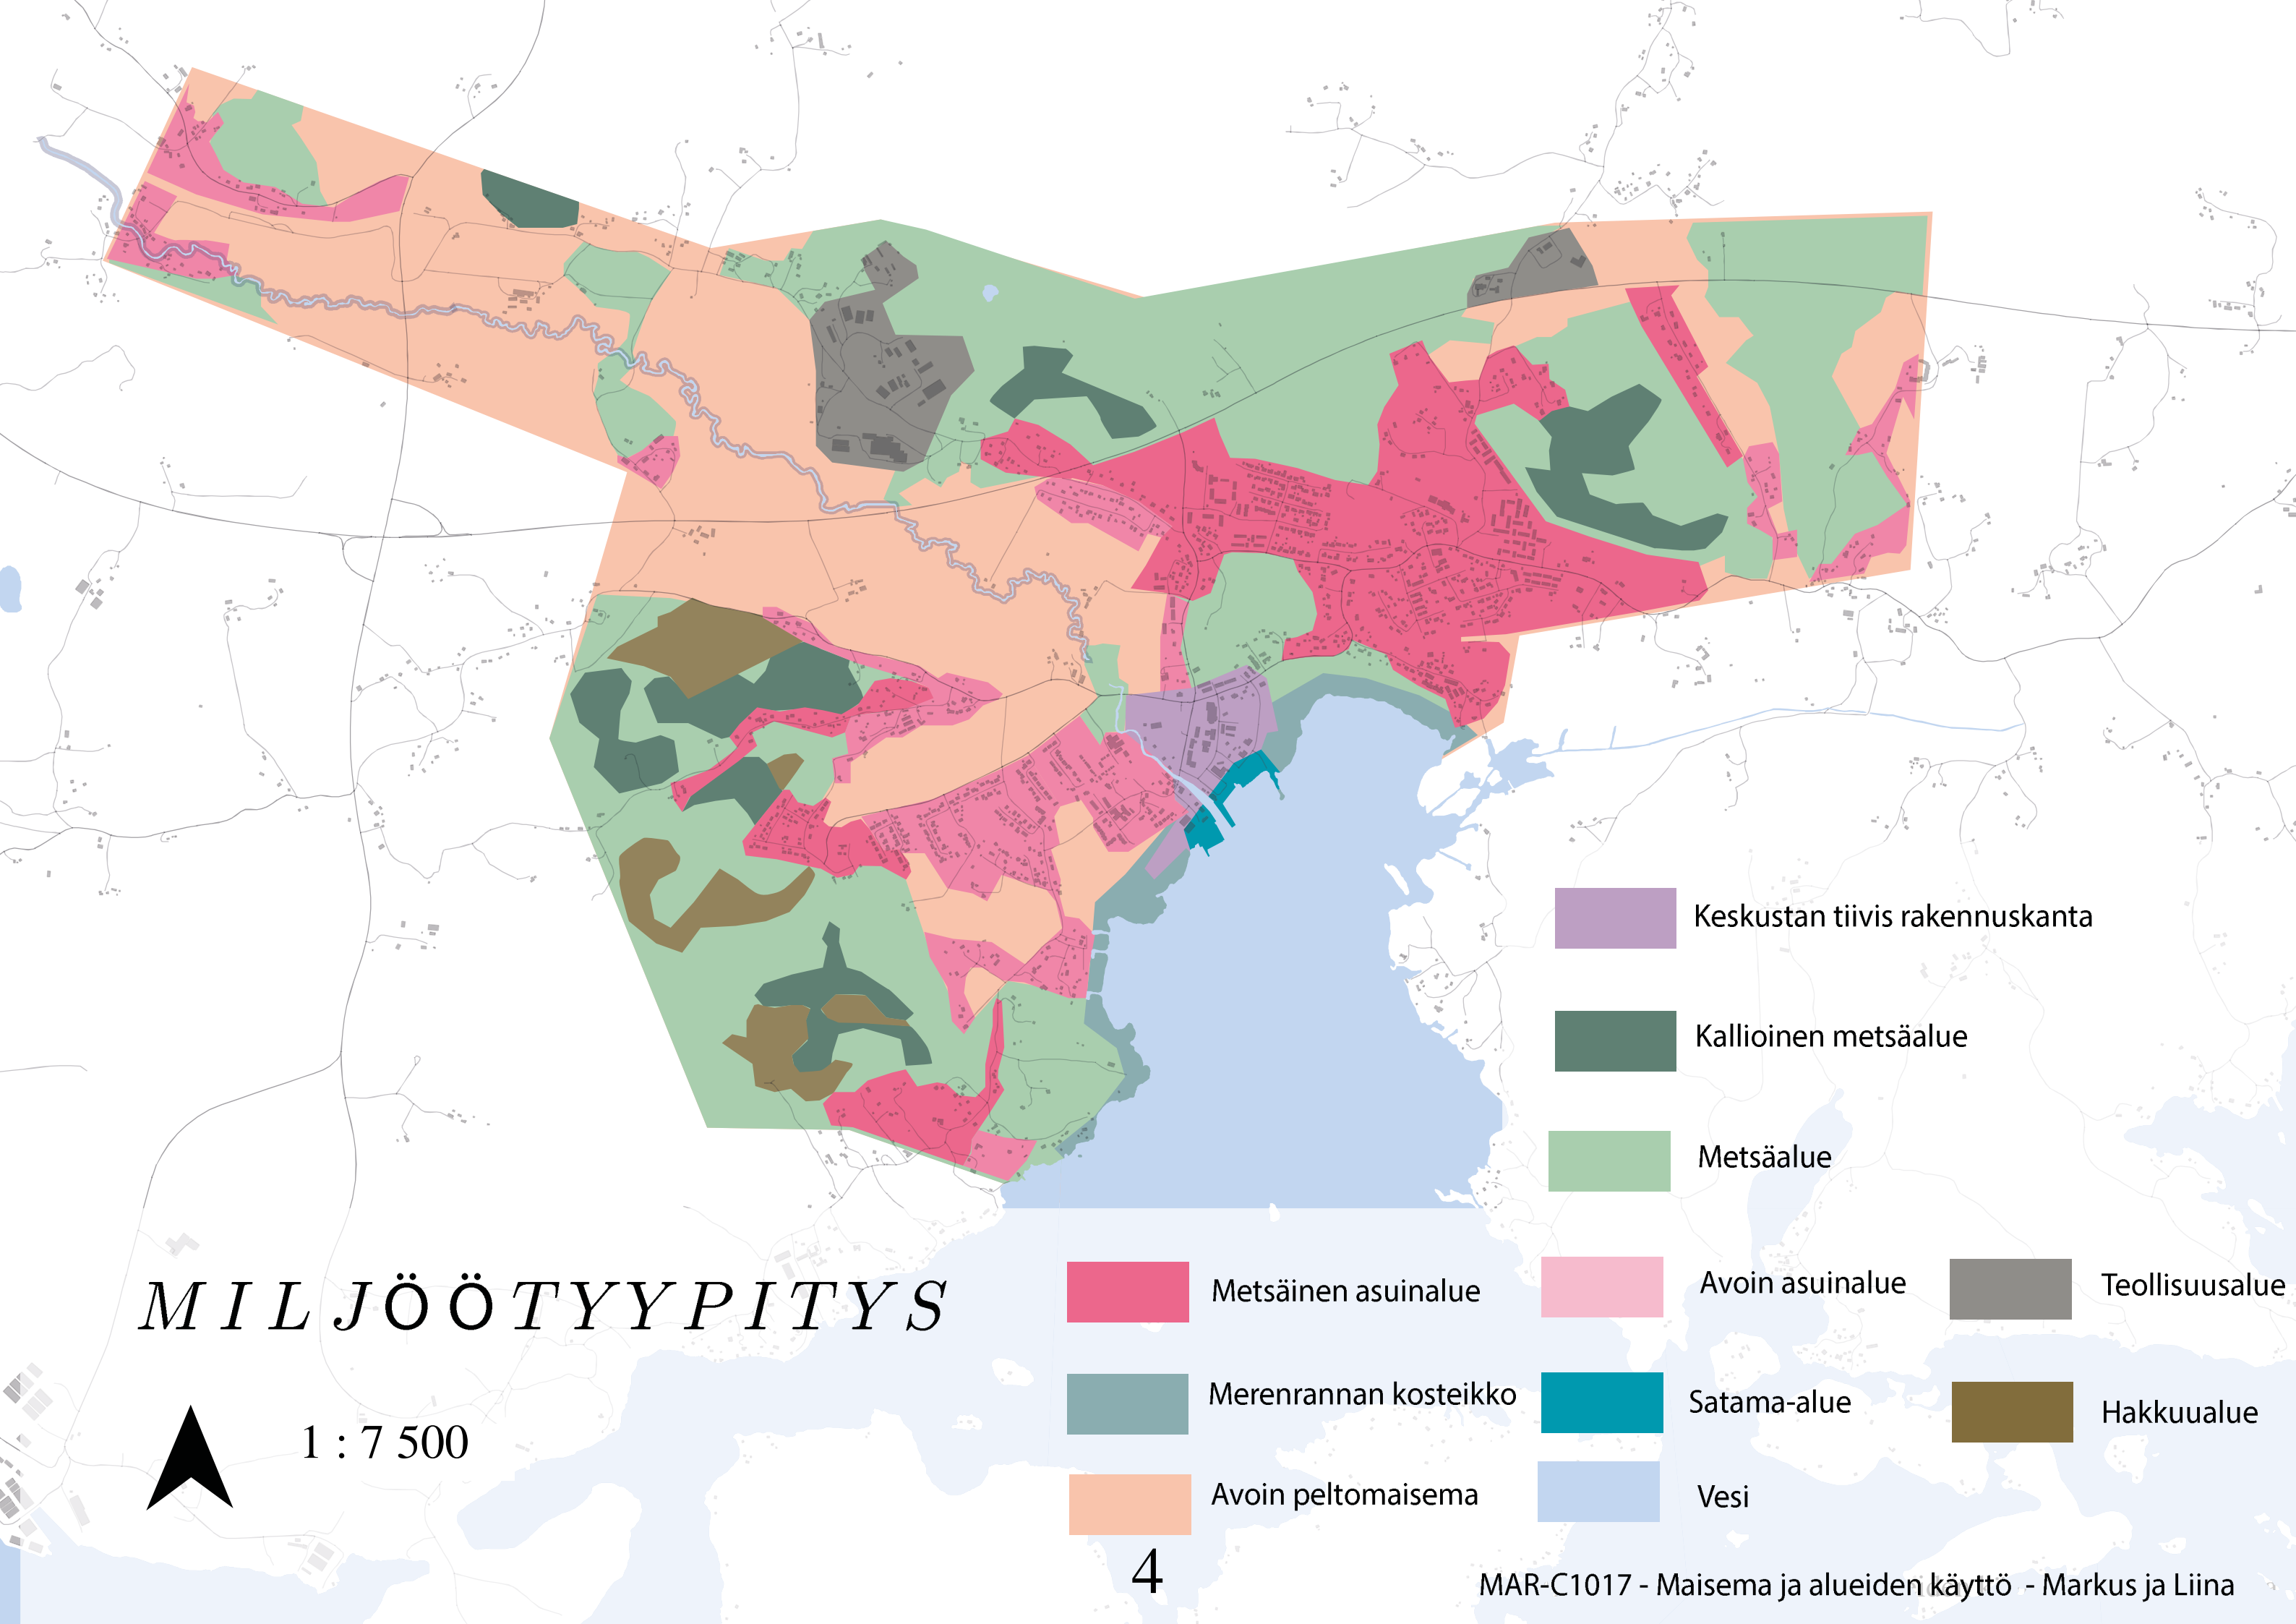 Keskustan tiivis rakennuskanta
Kallioinen metsäalue
Metsäalue
Metsäinen asuinalue
Avoin asuinalue
Teollisuusalue
Merenrannan kosteikko
Satama-alue
Hakkuualue
Avoin peltomaisema
Vesi
MILJÖÖTYYPITYS
1 : 7 500
4
MAR-C1017 - Maisema ja alueiden käyttö - Markus ja Liina